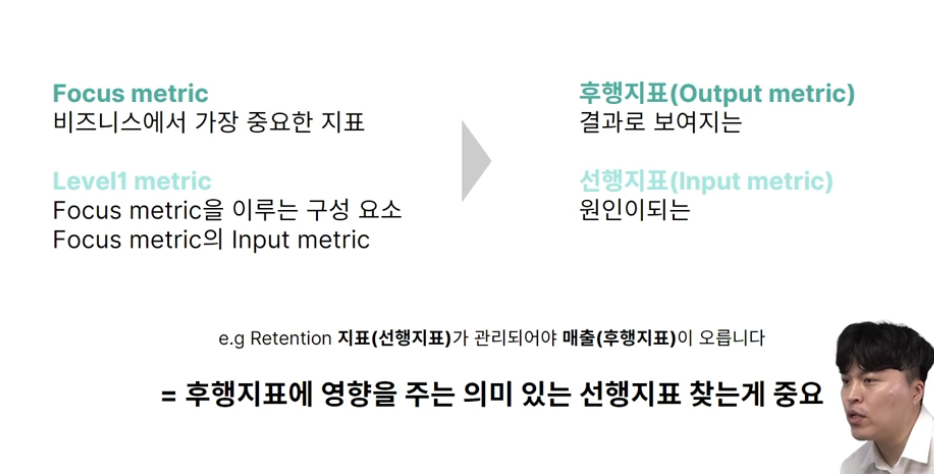 Focus metric
비즈니스에서 가장 중요한 지표
Level1 metric
Focus metric을 이루는 구성 요소
Focus metric의 Input metric
후행지표(Output metric)
결과로 보여지는
선행지표(Input metric)
원인이되는
e.g Retention 지표(선행지표)가 관리되어야 매출(후행지표)이 오릅니다
= 후행지표에 영향을 주는 의미 있는 선행지표 찾는게 중요